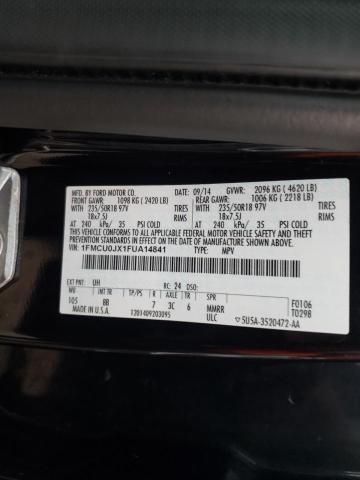 MFD. BY FORD MOTOR CO. 09/14 GVWR: 2096 KG (4620 LB)
FRONT GAWR: 1098 KG (2420 LB) REAR GAWR: 1006 KG (2218 LB)
WITH 235/50R18 97V TIRES 235/50R18 97V WITH TIRES
18x7.5J RIMS 18x7.5J RIMS
AT 240 kPa/ 35 PSI COLD AT 240 kPa/ 35 PSI COLD
VIN: 1FMCU0JX1FUA14841 TYPE: MPV
EXT PNT: UH RC: 24 DSO:
WB INT TR TP/PS R AXLE TR SPR F0106
105 BB 7 3C 6 MMRR T0298
MADE IN U.S.A. 1201409203095 ULC 5U5A-3520472-AA
THIS VEHICLE CONFORMS TO ALL APPLICABLE FEDERAL MOTOR VEHICLE SAFETY AND THEFT PREVENTION STANDARDS IN EFFECT ON THE DATE OF MANUFACTURE SHOWN ABOVE.